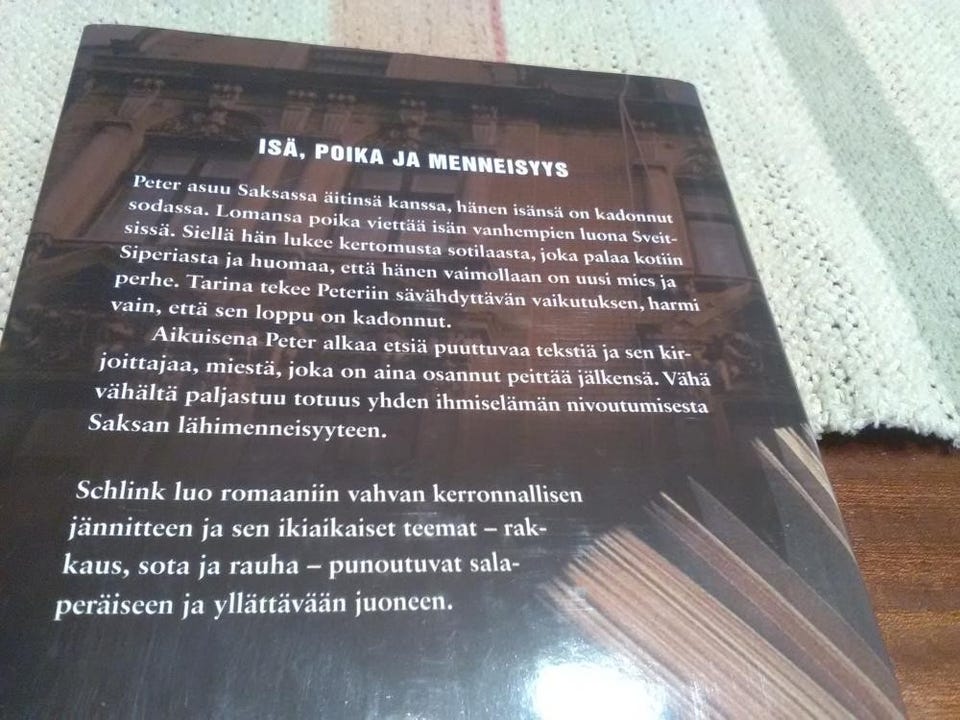 ISÄ, POIKA JA MENNEISYYS
Peter asuu Saksassa äitinsä kanssa, hänen isänsä on kadonnut
sodassa. Lomansa poika viettää isän vanhempien luona Sveit-
sissä. Siellä hän lukee kertomusta sotilaasta, joka palaa kotiin
Siperiasta ja huomaa, että hänen vaimollaan on uusi mies ja
perhe. Tarina tekee Peteriin sävähdyttävän vaikutuksen, harmi
vain, että sen loppu on kadonnut.
Aikuisena Peter alkaa etsiä puuttuvaa tekstiä ja sen kir-
joittajaa, miestä, joka on aina osannut peittää jälkensä. Vähä
vähältä paljastuu totuus yhden ihmiselämän nivoutumisesta
Saksan lähimenneisyyteen.
Schlink luo romaaniin vahvan kerronnallisen
jännitteen ja sen ikiaikaiset teemat – rak-
kaus, sota ja rauha – punoutuvat sala-
peräiseen ja yllättävään juoneen.